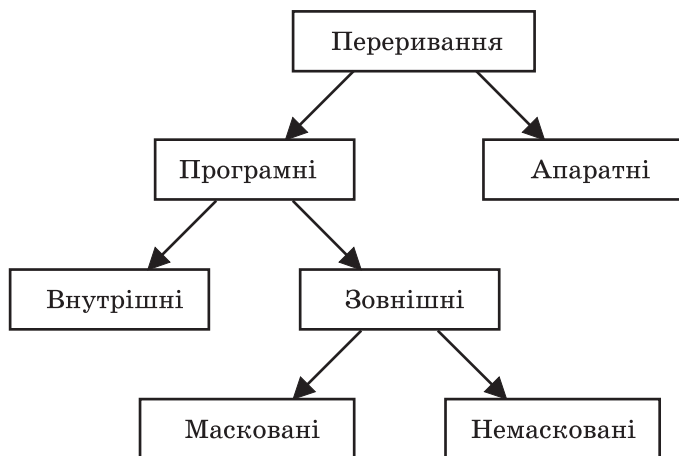 Переривання
Програмні
Апаратні
Внутрішні
Зовнішні
Масковані
Немасковані